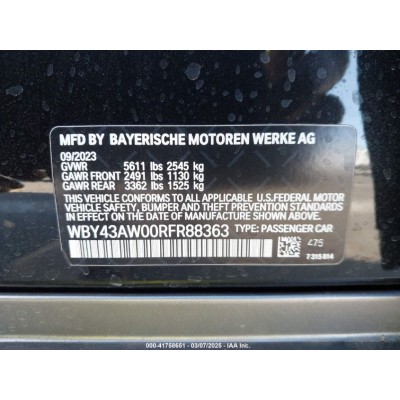 MFD BY BAYERISCHE MOTOREN WERKE AG
09/2023
GVWR 5611 lbs 2545 kg
GAWR FRONT 2491 lbs 1130 kg
GAWR REAR 3362 lbs 1525 kg
THIS VEHICLE CONFORMS TO ALL APPLICABLE U.S. FEDERAL MOTOR
VEHICLE SAFETY, BUMPER, AND THEFT PREVENTION STANDARDS
IN EFFECT ON THE DATE OF MANUFACTURE SHOWN ABOVE.
WBY43AW00RFR88363 TYPE: PASSENGER CAR
475
7315814
000-41758651 - 03/07/2025 - IAA Inc.